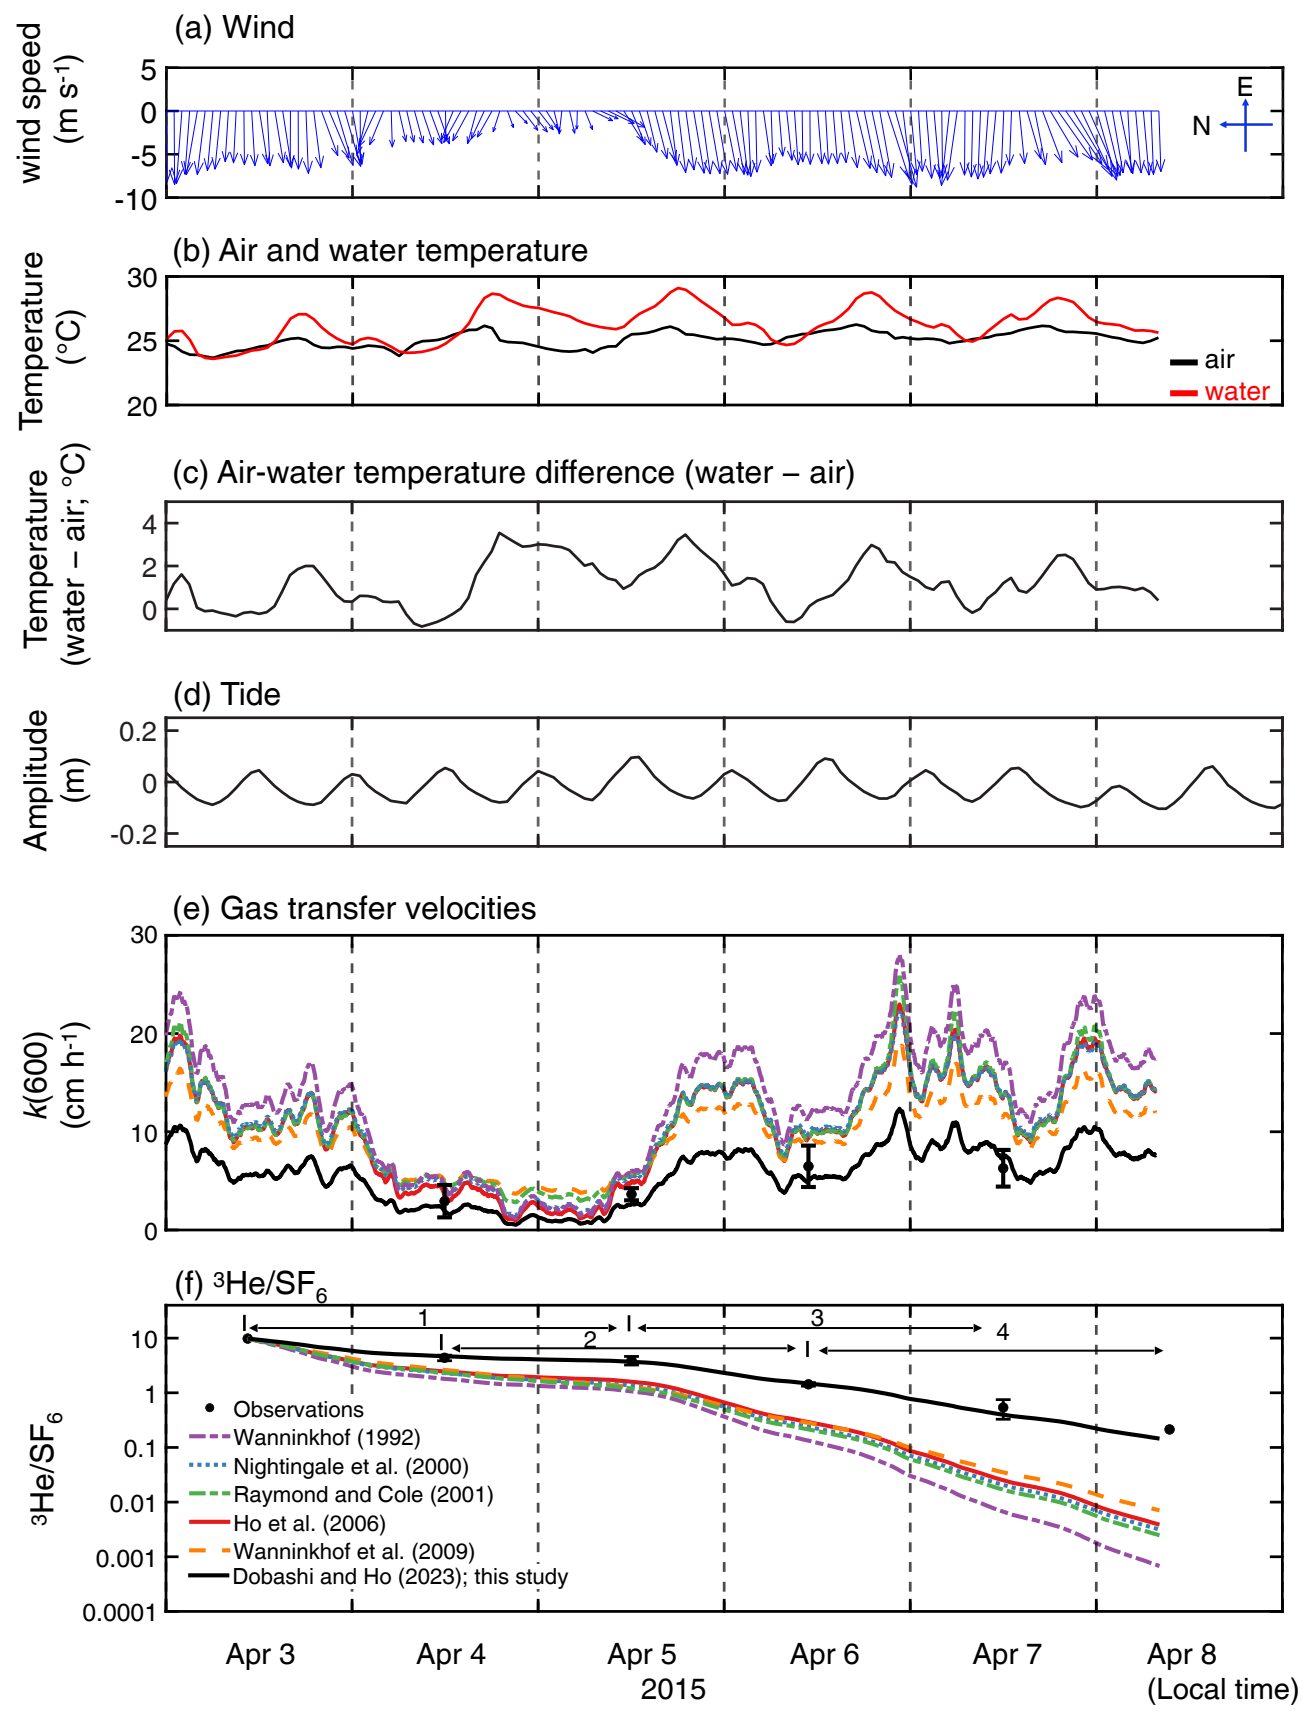 (a) Wind
wind speed
(m s-1)
5
0
-5
-10
E
N
(b) Air and water temperature
Temperature
(°C)
30
25
20
air
water
(c) Air-water temperature difference (water – air)
Temperature
(water – air; °C)
4
2
0
(d) Tide
Amplitude
(m)
0.2
0
-0.2
(e) Gas transfer velocities
k(600)
(cm h-1)
30
20
10
0
(f) 3He/SF6
3He/SF6
10
1
0.1
0.01
0.001
0.0001
1
2
3
4
Observations
Wanninkhof (1992)
Nightingale et al. (2000)
Raymond and Cole (2001)
Ho et al. (2006)
Wanninkhof et al. (2009)
Dobashi and Ho (2023); this study
Apr 3 Apr 4 Apr 5 Apr 6 Apr 7 Apr 8
2015 (Local time)